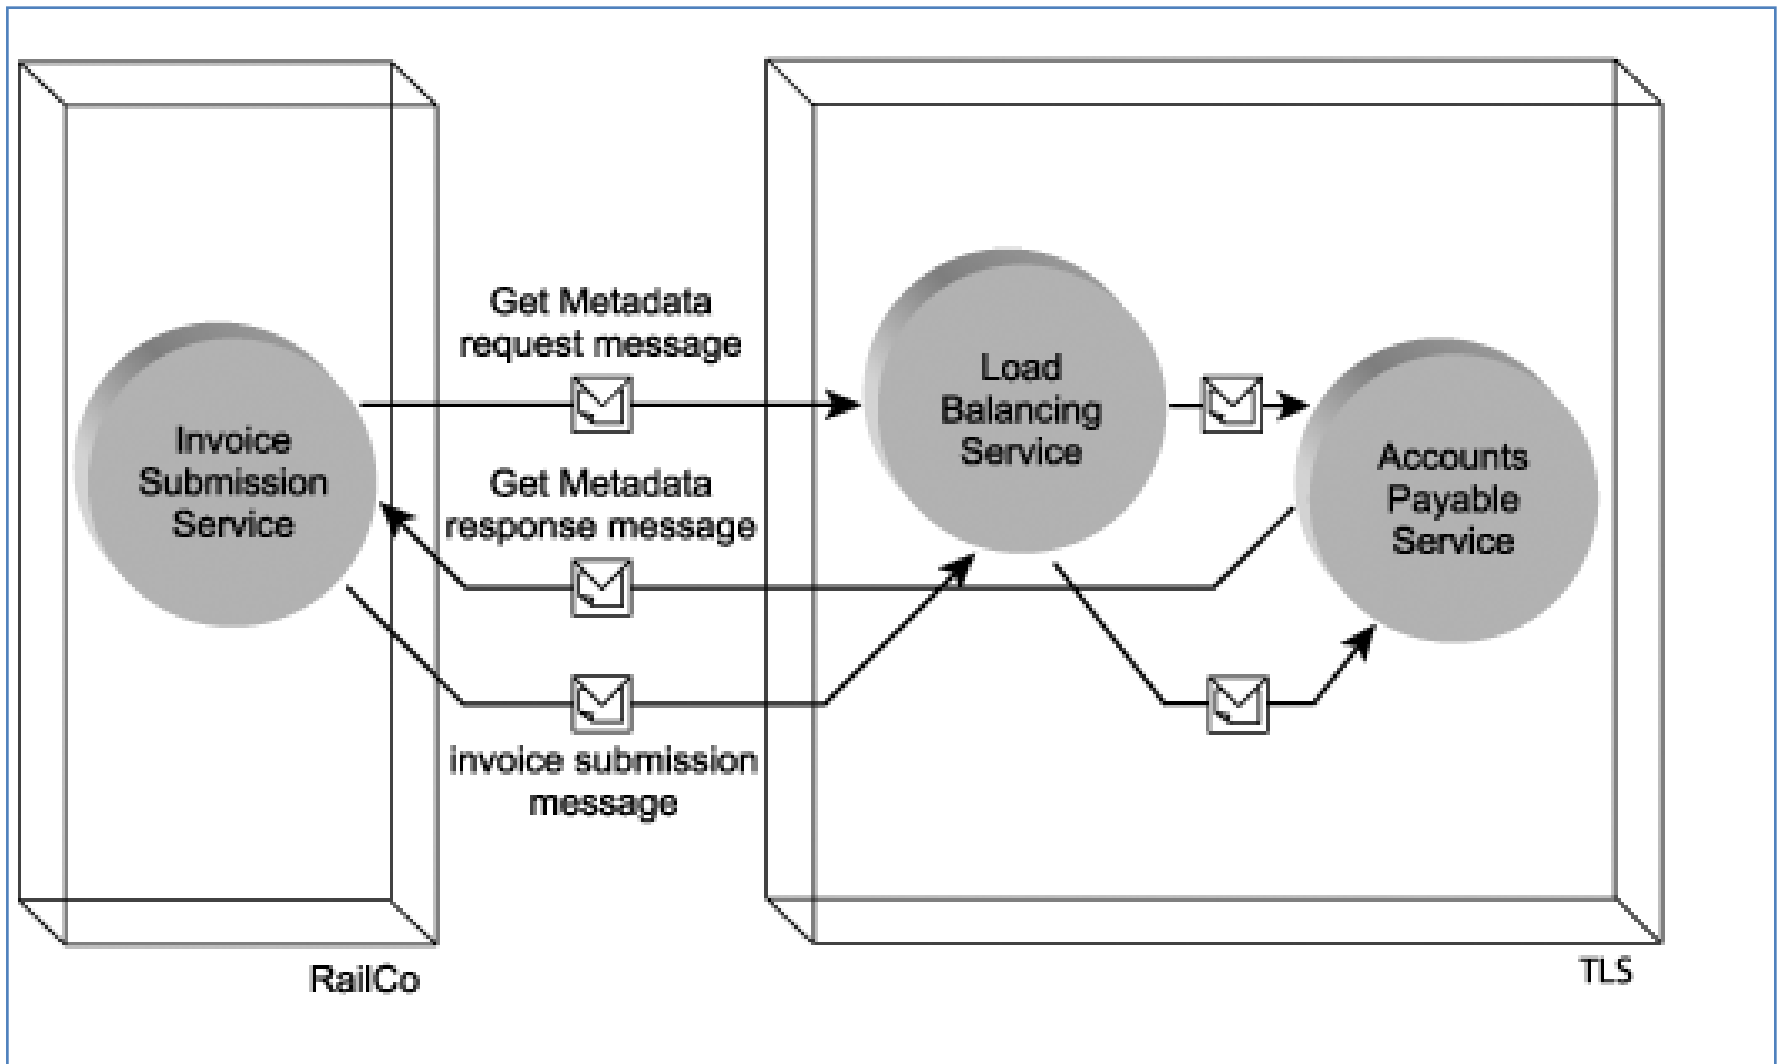 Get Metadata
request message
Load
Balancing
Service
Invoice
Submission
Service
Get Metadata
response message
Accounts
Payable
Service
invoice submission
message
RailCo
TLS